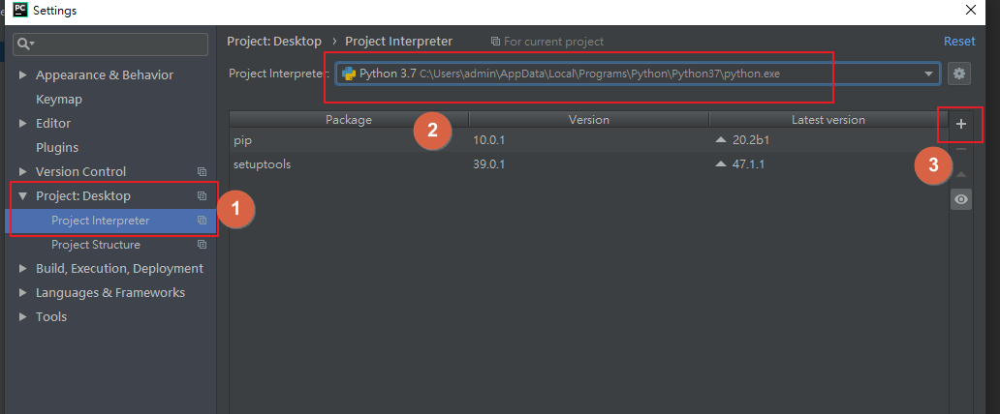 PC Settings
Project: Desktop › Project Interpreter For current project Reset
Appearance & Behavior
Keymap
Editor
Plugins
Version Control
Project: Desktop
Project Interpreter
Project Structure
Build, Execution, Deployment
Languages & Frameworks
Tools
1
Project Interpreter: Python 3.7 C:\Users\admin\AppData\Local\Programs\Python\Python37\python.exe
2
Package Version Latest version
pip 10.0.1 20.2b1
setuptools 39.0.1 47.1.1
3